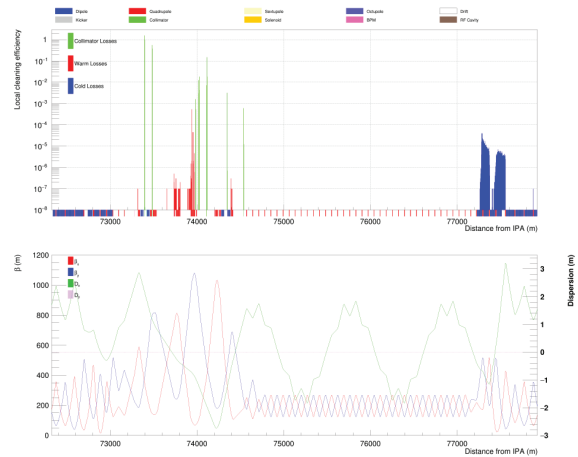 Dipole Quadrupole Sextupole Octupole Drift
Kicker Collimator Solenoid BPM RF Cavity
Local cleaning efficiency
1
10⁻¹
10⁻²
10⁻³
10⁻⁴
10⁻⁵
10⁻⁶
10⁻⁷
10⁻⁸
Collimator Losses
Warm Losses
Cold Losses
73000 74000 75000 76000 77000
Distance from IPA (m)
β (m)
1200
1000
800
600
400
200
0
βₓ
βᵧ
Dₓ
Dᵧ
Dispersion (m)
3
2
1
0
−1
−2
−3
73000 74000 75000 76000 77000
Distance from IPA (m)